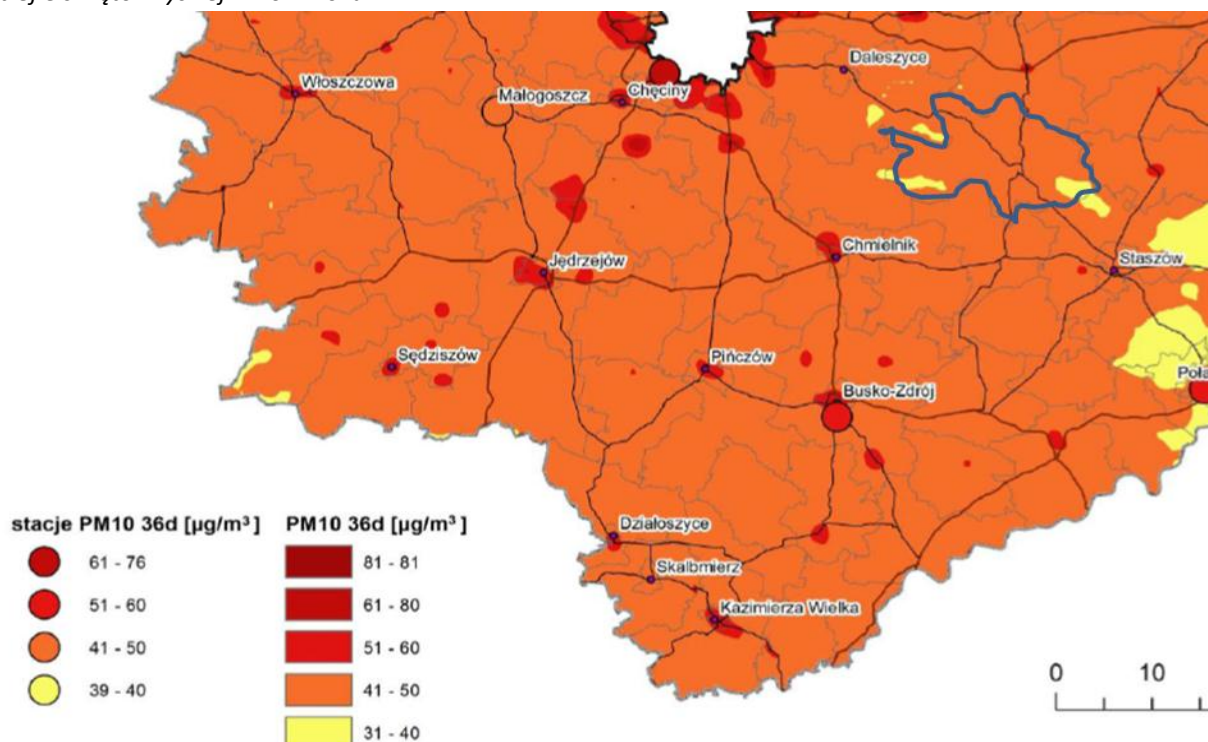 Daleszyce
Włoszczowa
Małogoszcz
Chęciny
Chmielnik
Jędrzejów
Staszów
Sędziszów
Pińczów
Poła
Busko-Zdrój
stacje PM10 36d [µg/m³]
61 - 76
51 - 60
41 - 50
39 - 40
PM10 36d [µg/m³]
81 - 81
61 - 80
51 - 60
41 - 50
31 - 40
Działoszyce
Skalbmierz
Kazimierza Wielka
0 10